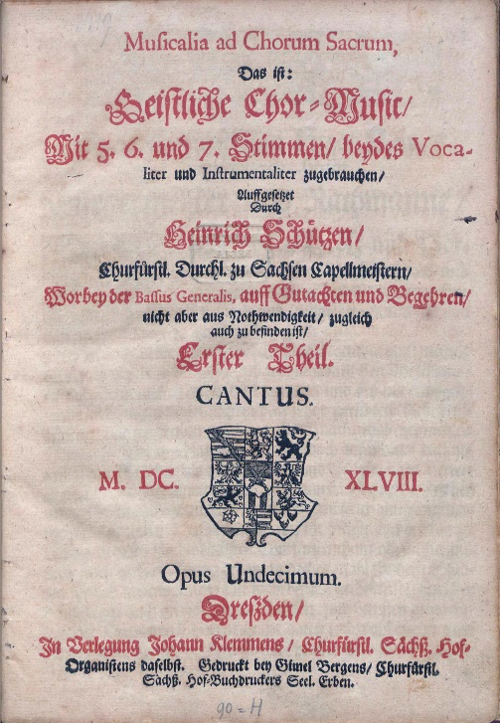 Musicalia ad Chorum Sacrum,
Das ist:
Geistliche Chor-Music/
Mit 5. 6. und 7. Stimmen/ beydes Voca-
liter und Instrumentaliter zugebrauchen/
Auffgesetzet
Durch
Heinrich Schützen/
Churfürstl. Durchl. zu Sachsen Capellmeistern/
Worbey der Bassus Generalis, auff Gutachten und Begehren/
nicht aber aus Nothwendigkeit/ zugleich
auch zu befinden ist/
Erster Theil.
CANTUS.
M. DC. XLVIII.
Opus Undecimum.
Dreßden/
In Verlegung Johann Klemmens/ Churfürstl. Sächß. Hof-
Organistens daselbst. Gedruckt bey Gimel Bergens/ Churfürstl.
Sächß. Hof-Buchdruckers Seel. Erben.
90=H